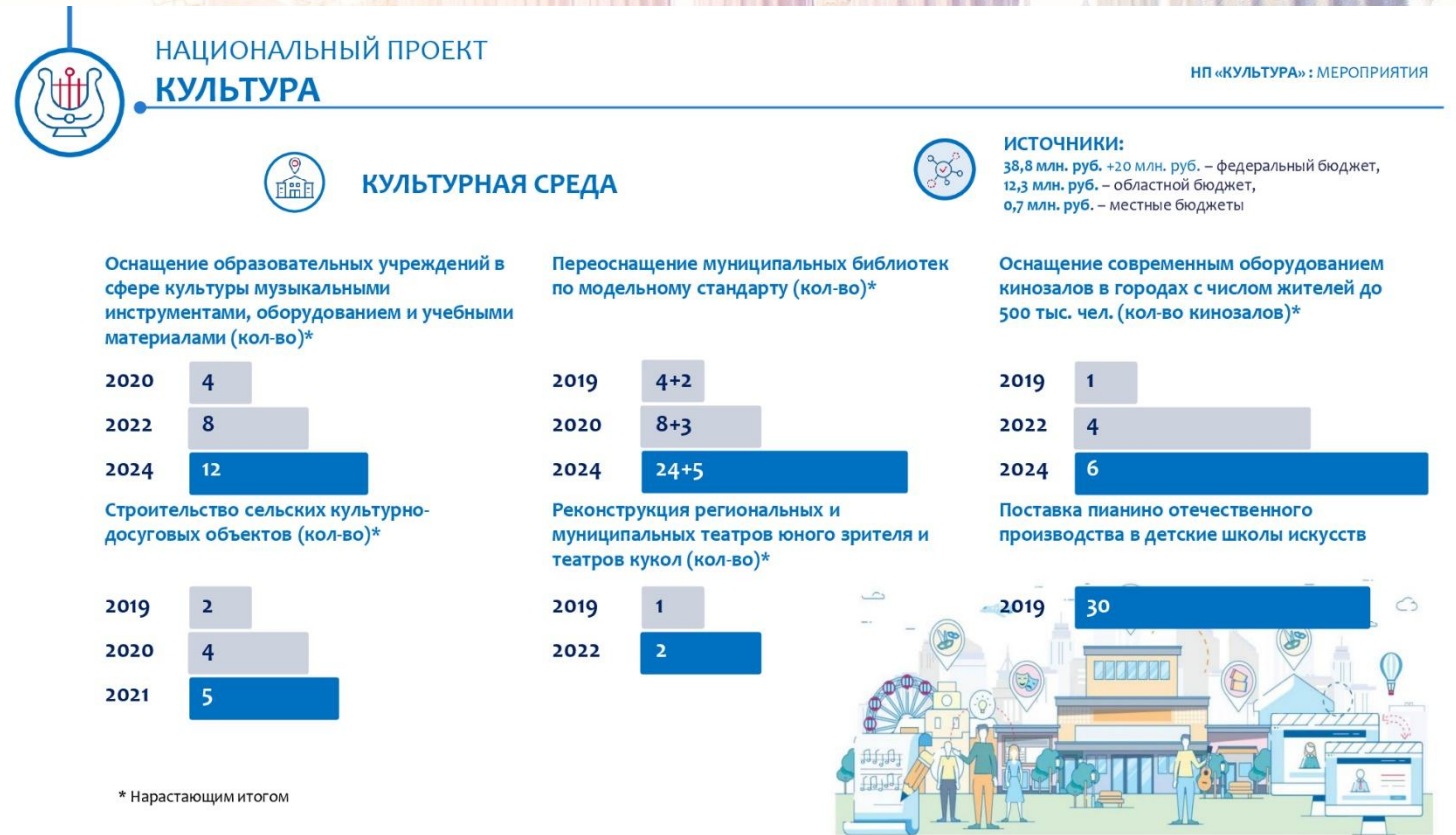 НАЦИОНАЛЬНЫЙ ПРОЕКТ
КУЛЬТУРА
НП «КУЛЬТУРА» : МЕРОПРИЯТИЯ
КУЛЬТУРНАЯ СРЕДА
ИСТОЧНИКИ:
38,8 млн. руб. +20 млн. руб. – федеральный бюджет,
12,3 млн. руб. – областной бюджет,
0,7 млн. руб. – местные бюджеты
Оснащение образовательных учреждений в
сфере культуры музыкальными
инструментами, оборудованием и учебными
материалами (кол-во)*
2020 4
2022 8
2024 12
Переоснащение муниципальных библиотек
по модельному стандарту (кол-во)*
2019 4+2
2020 8+3
2024 24+5
Оснащение современным оборудованием
кинозалов в городах с числом жителей до
500 тыс. чел. (кол-во кинозалов)*
2019 1
2022 4
2024 6
Строительство сельских культурно-
досуговых объектов (кол-во)*
2019 2
2020 4
2021 5
Реконструкция региональных и
муниципальных театров юного зрителя и
театров кукол (кол-во)*
2019 1
2022 2
Поставка пианино отечественного
производства в детские школы искусств
2019 30
* Нарастающим итогом